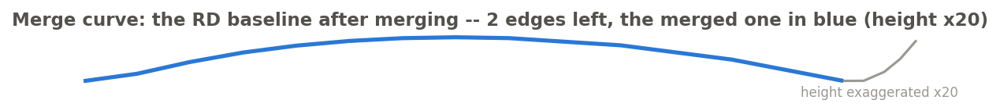 Merge curve: the RD baseline after merging -- 2 edges left, the merged one in blue (height x20)
height exaggerated x20